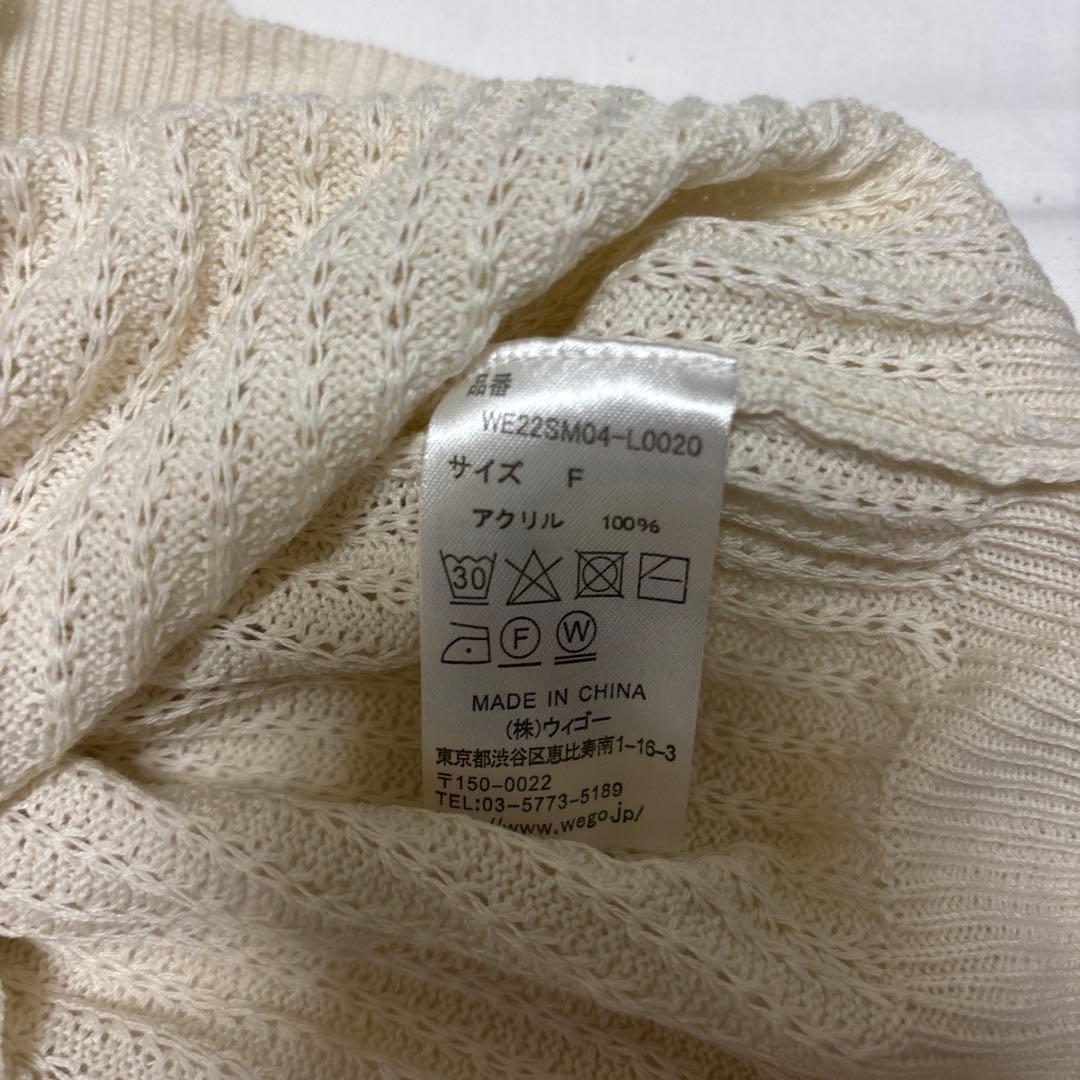 品番
WE22SM04-L0020
サイズ F
アクリル 100%
30
F W
MADE IN CHINA
(株)ウィゴー
東京都渋谷区恵比寿南1-16-3
〒150-0022
TEL:03-5773-5189
//www.wego.jp/